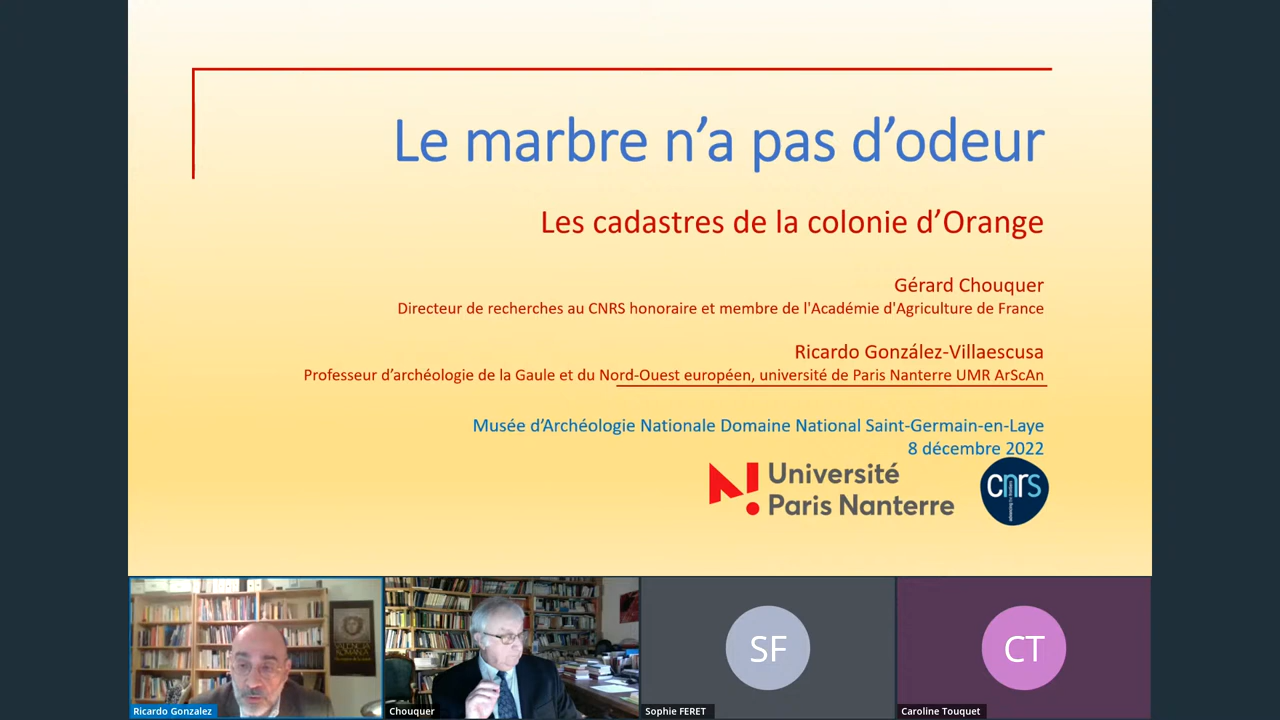 Le marbre n’a pas d’odeur
Les cadastres de la colonie d’Orange
Gérard Chouquer
Directeur de recherches au CNRS honoraire et membre de l'Académie d'Agriculture de France
Ricardo González-Villaescusa
Professeur d’archéologie de la Gaule et du Nord-Ouest européen, université de Paris Nanterre UMR ArScAn
Musée d’Archéologie Nationale Domaine National Saint-Germain-en-Laye
8 décembre 2022
Université
Paris Nanterre
cnrs
VALENCIA
ROMANA
SF
CT
Ricardo Gonzalez
Chouquer
Sophie FERET
Caroline Touquet